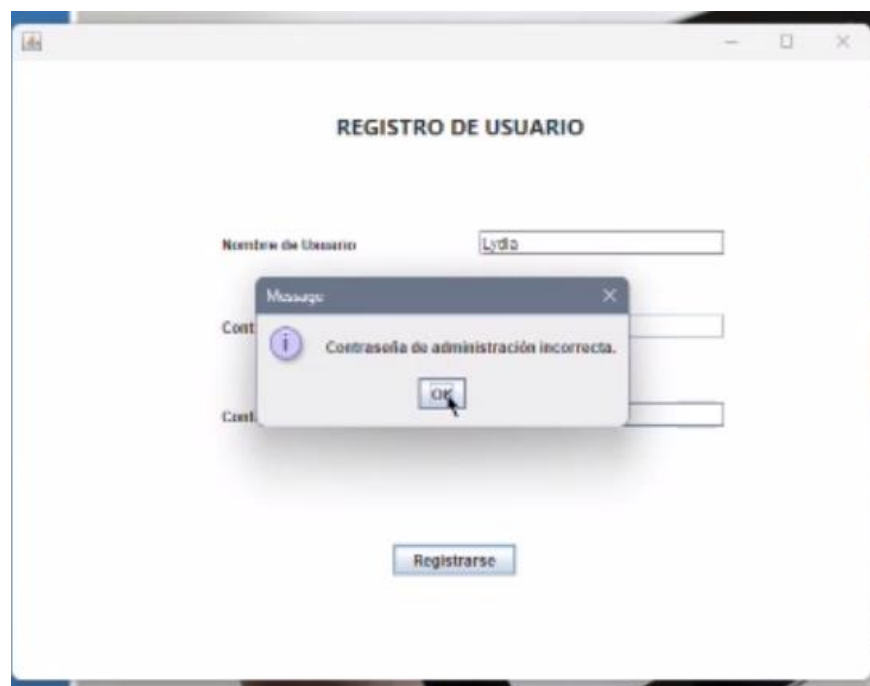 REGISTRO DE USUARIO
Nombre de Usuario
Lydia
Message
Cont
Contraseña de administración incorrecta.
OK
Cont
Registrarse